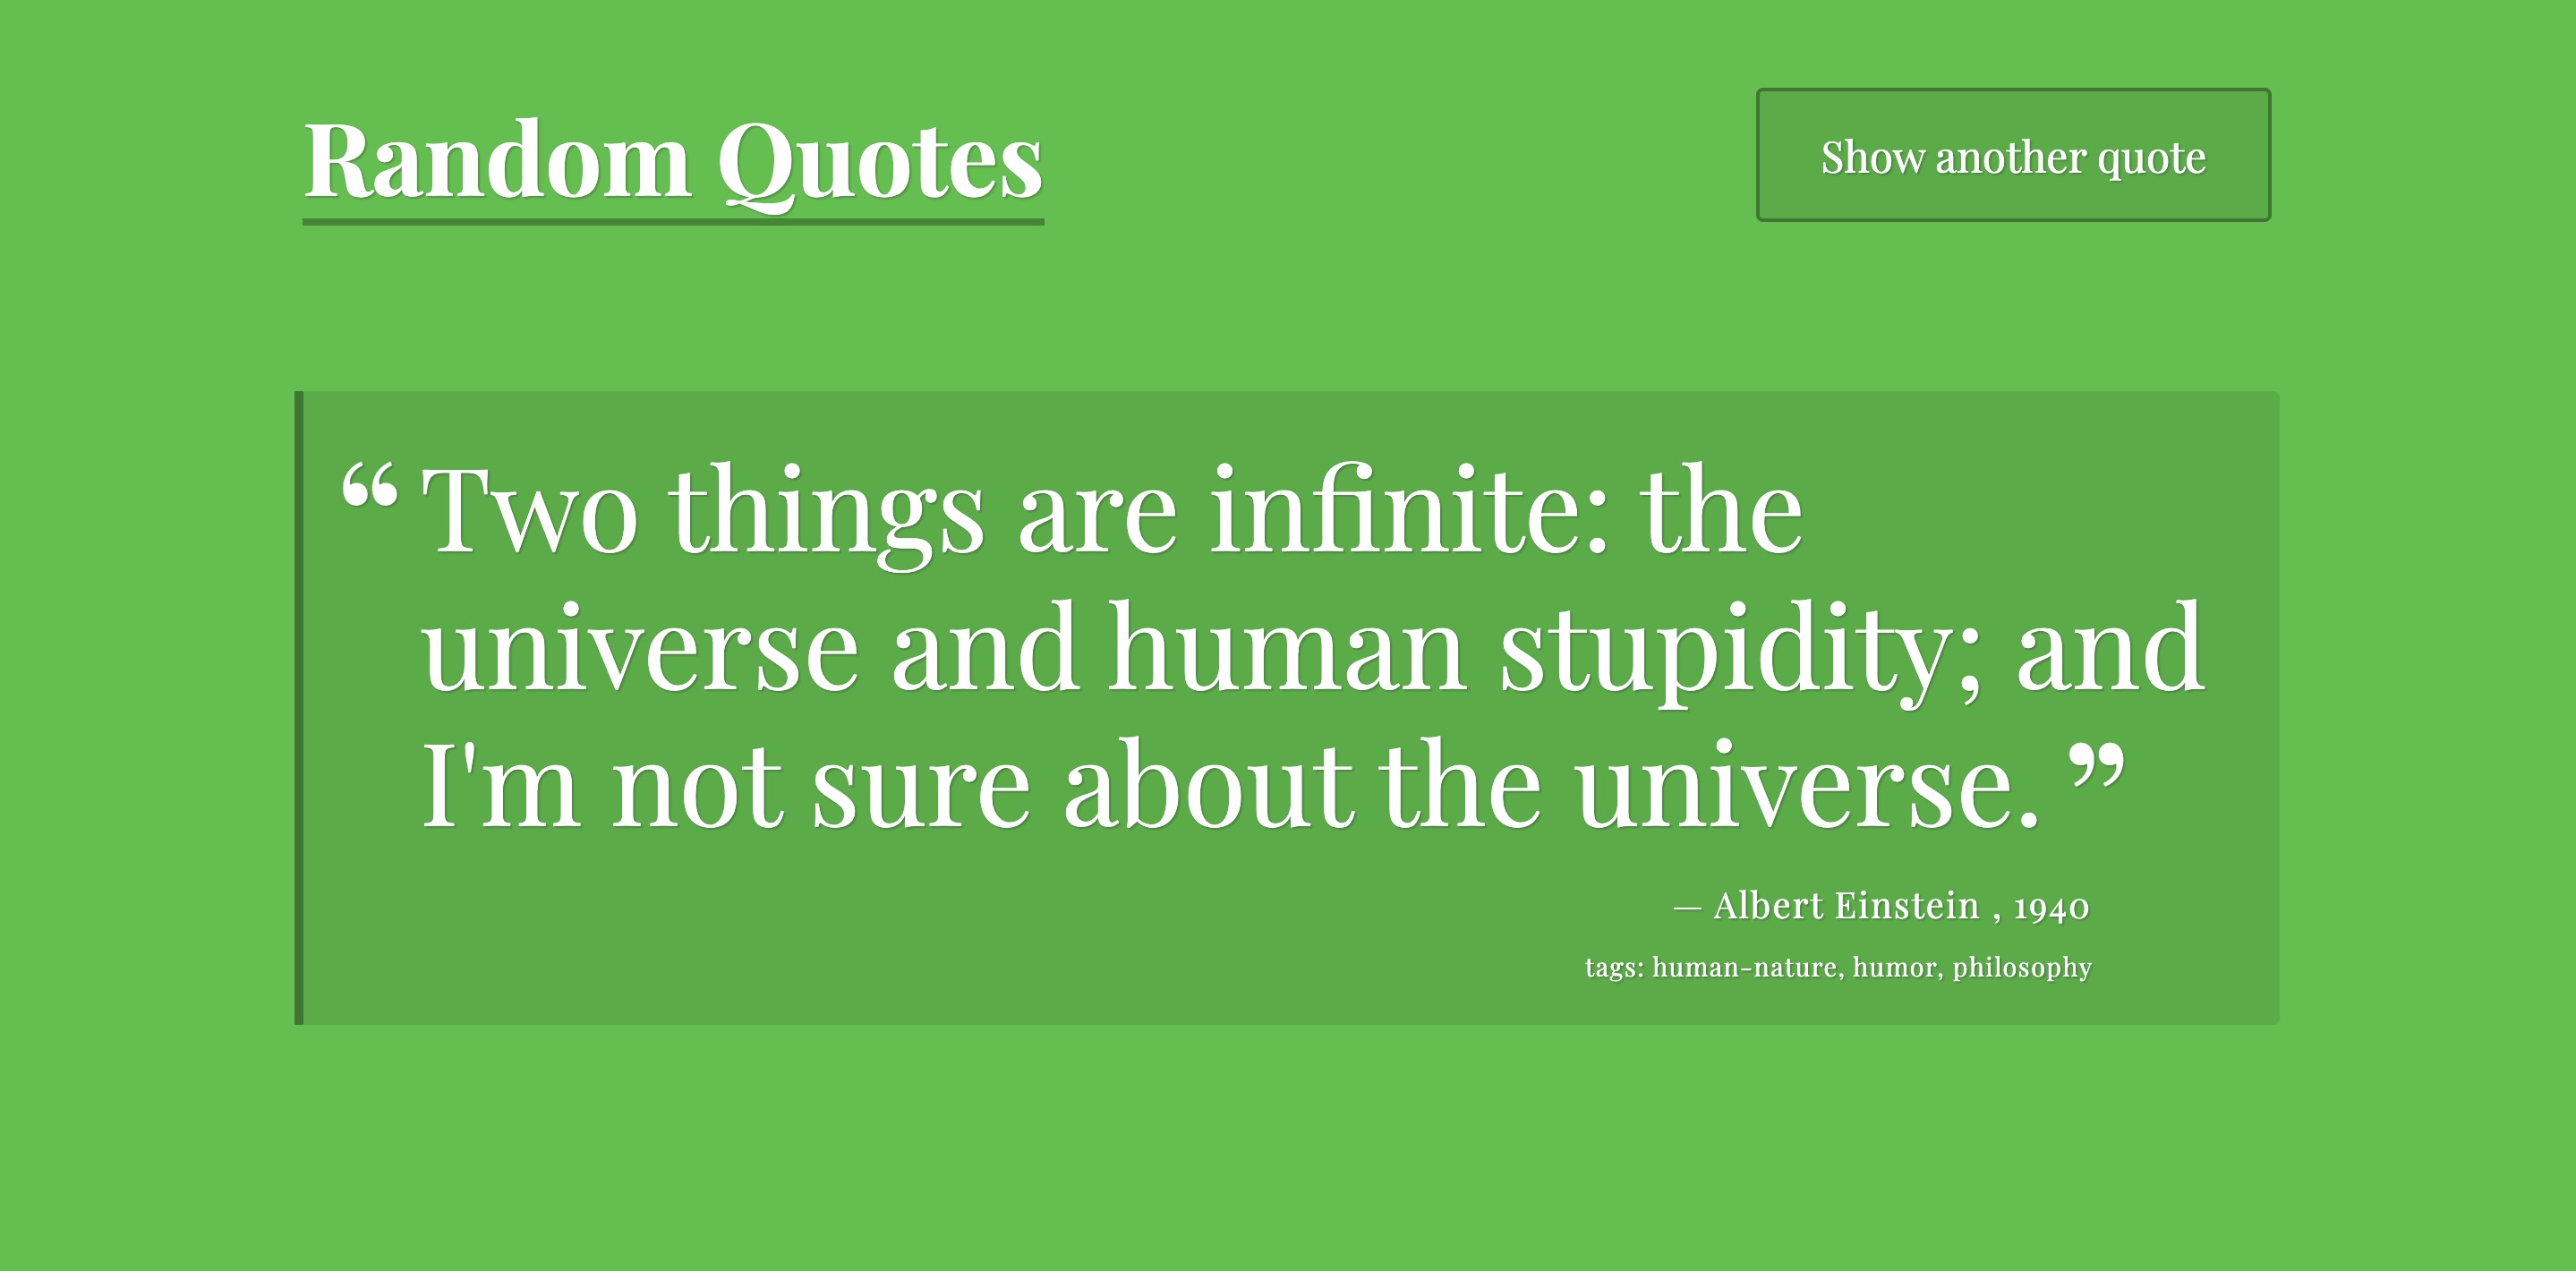 Random Quotes
Show another quote
“Two things are infinite: the
universe and human stupidity; and
I'm not sure about the universe.”
— Albert Einstein , 1940
tags: human-nature, humor, philosophy